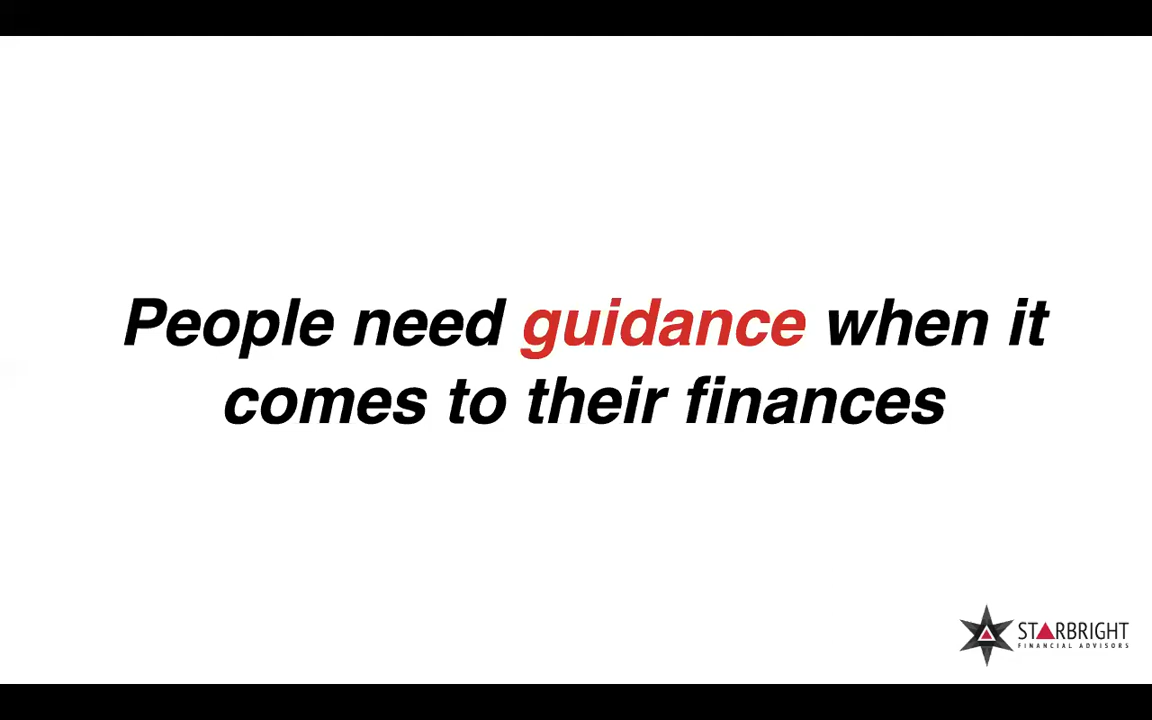 People need guidance when it
comes to their finances
STARBRIGHT
FINANCIAL ADVISORS